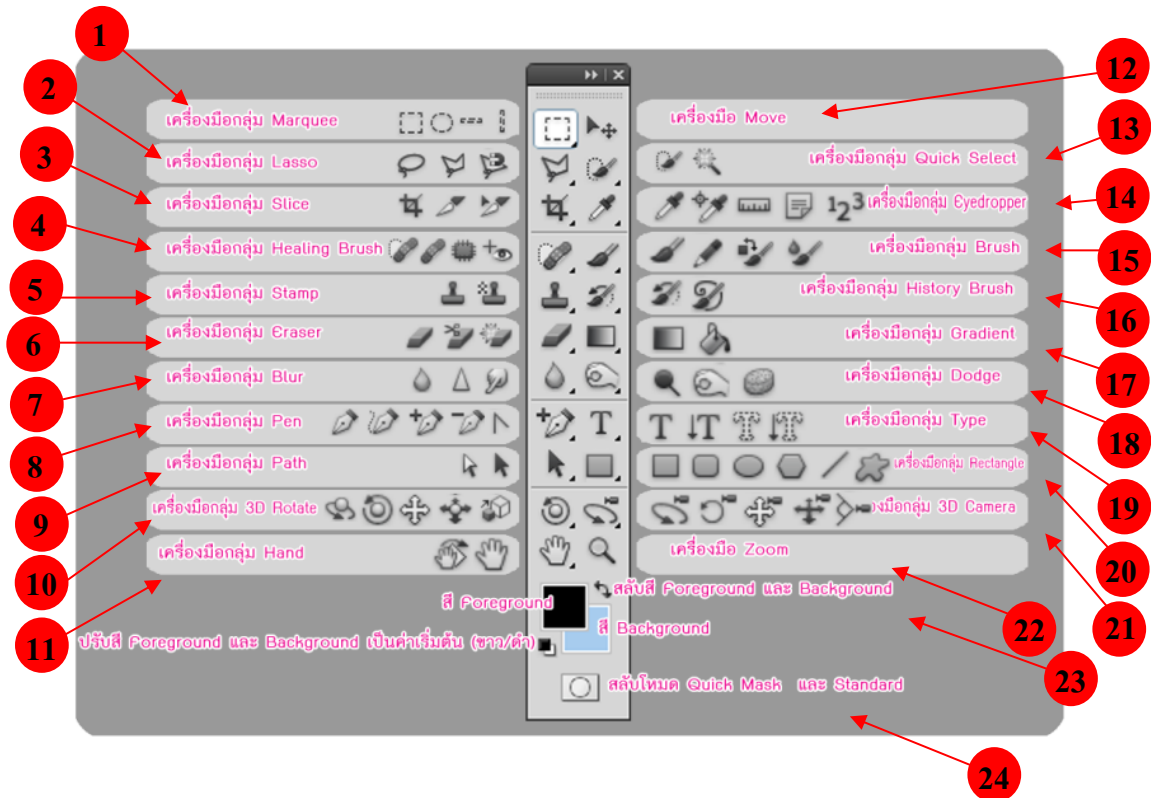 1
2
3
4
5
6
7
8
9
10
11
เครื่องมือกลุ่ม Marquee
เครื่องมือกลุ่ม Lasso
เครื่องมือกลุ่ม Slice
เครื่องมือกลุ่ม Healing Brush
เครื่องมือกลุ่ม Stamp
เครื่องมือกลุ่ม Eraser
เครื่องมือกลุ่ม Blur
เครื่องมือกลุ่ม Pen
เครื่องมือกลุ่ม Path
เครื่องมือกลุ่ม 3D Rotate
เครื่องมือกลุ่ม Hand
เครื่องมือ Move
เครื่องมือกลุ่ม Quick Select
เครื่องมือกลุ่ม Eyedropper
เครื่องมือกลุ่ม Brush
เครื่องมือกลุ่ม History Brush
เครื่องมือกลุ่ม Gradient
เครื่องมือกลุ่ม Dodge
เครื่องมือกลุ่ม Type
เครื่องมือกลุ่ม Rectangle
องมือกลุ่ม 3D Camera
เครื่องมือ Zoom
สลับสี Foreground และ Background
สี Foreground
สี Background
ปรับสี Foreground และ Background เป็นค่าเริ่มต้น (ขาว/ดำ)
สลับโหมด Quick Mask และ Standard
12
13
14
15
16
17
18
19
20
21
22
23
24